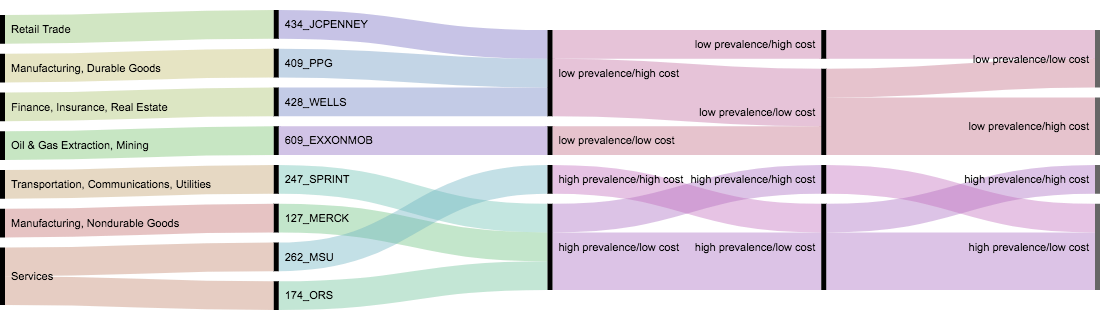 Retail Trade
Manufacturing, Durable Goods
Finance, Insurance, Real Estate
Oil & Gas Extraction, Mining
Transportation, Communications, Utilities
Manufacturing, Nondurable Goods
Services
434_JCPENNEY
409_PPG
428_WELLS
609_EXXONMOB
247_SPRINT
127_MERCK
262_MSU
174_ORS
low prevalence/high cost
low prevalence/low cost
high prevalence/high cost
high prevalence/low cost
low prevalence/high cost
low prevalence/low cost
high prevalence/high cost
high prevalence/low cost
low prevalence/low cost
low prevalence/high cost
high prevalence/high cost
high prevalence/low cost